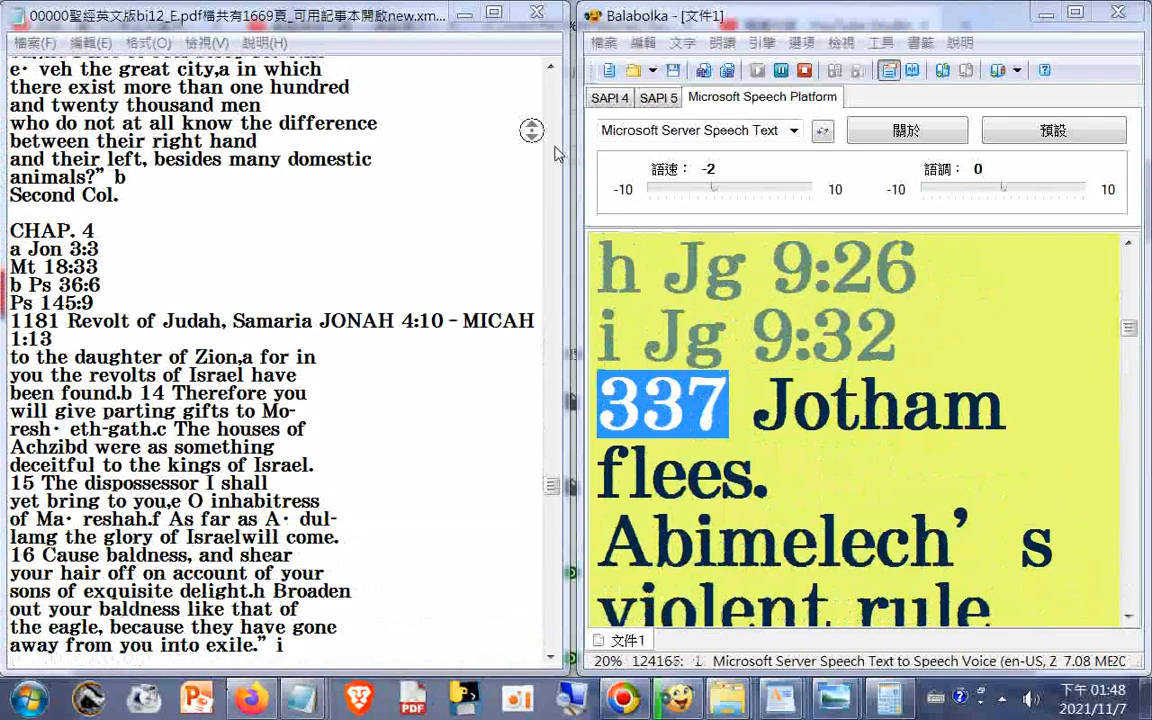 00000聖經英文版bi12_E.pdf檔共有1669頁_可用記事本開啟new.xm...
檔案(F) 編輯(E) 格式(O) 檢視(V) 說明(H)
e· veh the great city,a in which
there exist more than one hundred
and twenty thousand men
who do not at all know the difference
between their right hand
and their left, besides many domestic
animals?” b
Second Col.
CHAP. 4
a Jon 3:3
Mt 18:33
b Ps 36:6
Ps 145:9
1181 Revolt of Judah, Samaria JONAH 4:10–MICAH
1:13
to the daughter of Zion,a for in
you the revolts of Israel have
been found.b 14 Therefore you
will give parting gifts to Mo-
resh· eth-gath.c The houses of
Achzibd were as something
deceitful to the kings of Israel.
15 The dispossessor I shall
yet bring to you,e O inhabitress
of Ma· reshah.f As far as A· dul-
lamg the glory of Israelwill come.
16 Cause baldness, and shear
your hair off on account of your
sons of exquisite delight.h Broaden
out your baldness like that of
the eagle, because they have gone
away from you into exile.” i
Balabolka - [文件1]
檔案 編輯 文字 朗讀 引擎 選項 檢視 工具 書籤 說明
SAPI 4 SAPI 5 Microsoft Speech Platform
Microsoft Server Speech Text
關於
預設
語速： -2
語調： 0
-10 10 -10 10
h Jg 9:26
i Jg 9:32
337 Jotham
flees.
Abimelech’ s
violent rule
文件1
20% 124165: 1 Microsoft Server Speech Text to Speech Voice (en-US, Z 7.08 ME
PDF
下午 01:48
2021/11/7